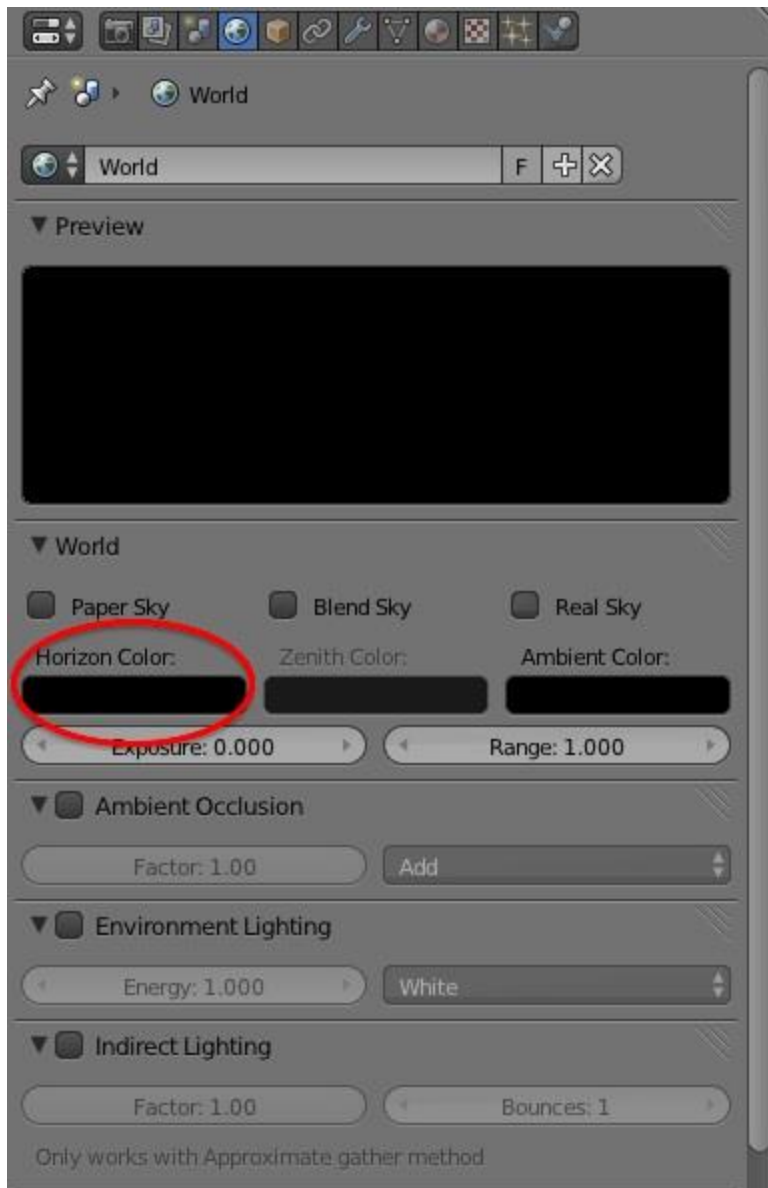 World
World F
Preview
World
Paper Sky Blend Sky Real Sky
Horizon Color: Zenith Color: Ambient Color:
Exposure: 0.000 Range: 1.000
Ambient Occlusion
Factor: 1.00 Add
Environment Lighting
Energy: 1.000 White
Indirect Lighting
Factor: 1.00 Bounces: 1
Only works with Approximate gather method